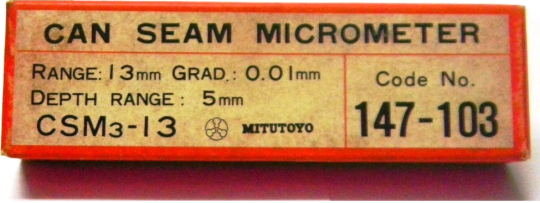 CAN SEAM MICROMETER
RANGE: 13mm GRAD.: 0.01mm
DEPTH RANGE: 5mm
CSM3-13 MITUTOYO
Code No.
147-103